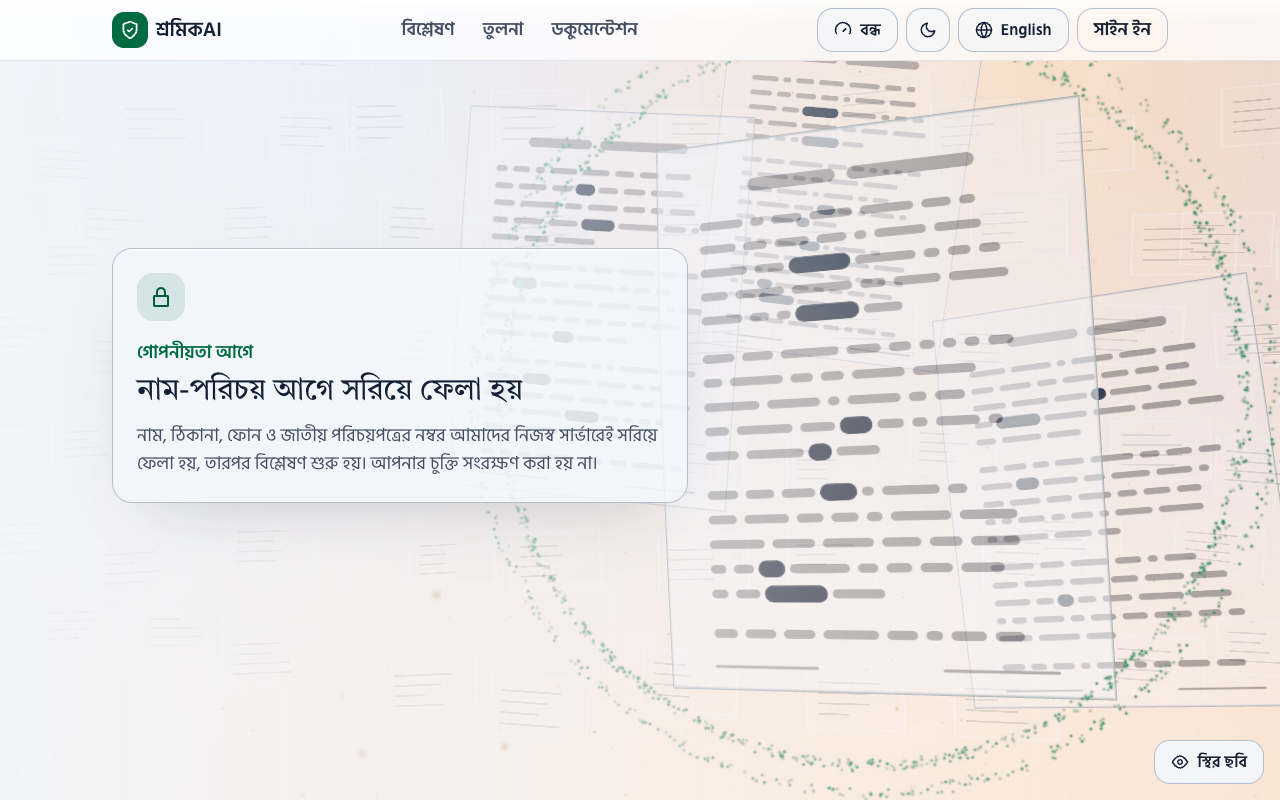 শ্রমিকAI
বিশ্লেষণ
তুলনা
ডকুমেন্টেশন
বন্ধ
English
সাইন ইন
গোপনীয়তা আগে
নাম-পরিচয় আগে সরিয়ে ফেলা হয়
নাম, ঠিকানা, ফোন ও জাতীয় পরিচয়পত্রের নম্বর আমাদের নিজস্ব সার্ভারেই সরিয়ে
ফেলা হয়, তারপর বিশ্লেষণ শুরু হয়। আপনার চুক্তি সংরক্ষণ করা হয় না।
স্থির ছবি